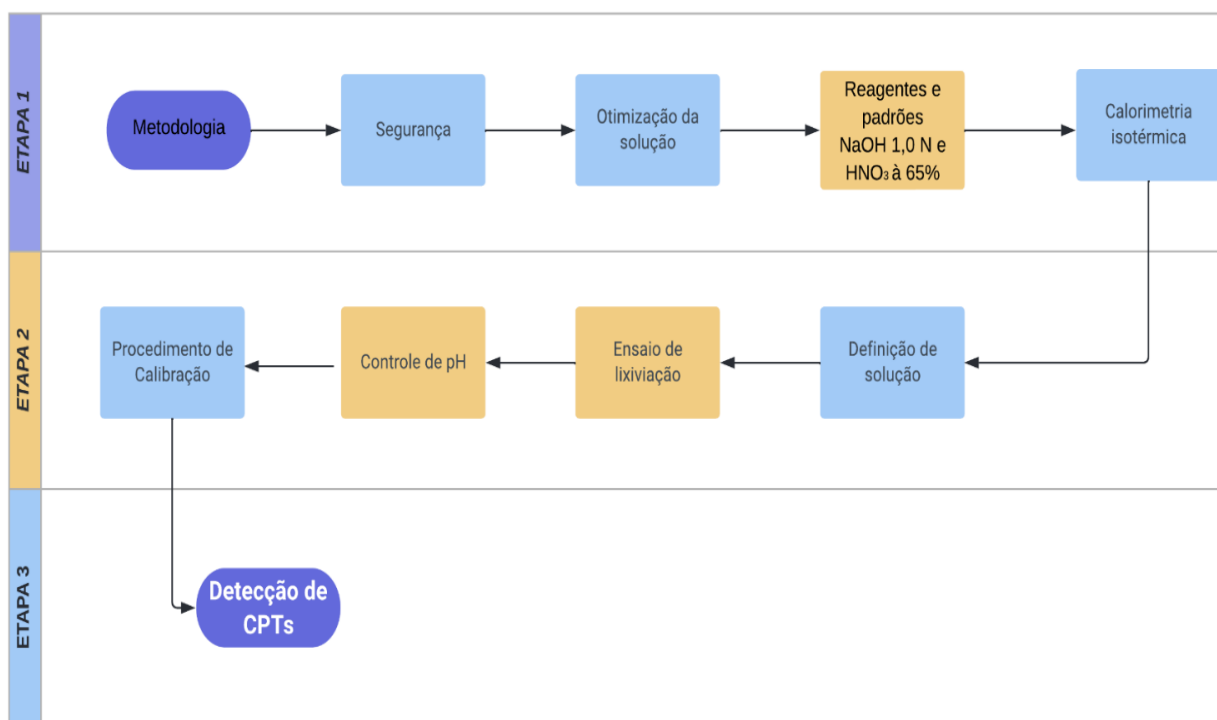 ETAPA 1
Metodologia
Segurança
Otimização da
solução
Reagentes e
padrões
NaOH 1,0 N e
HNO₃ à 65%
Calorimetria
isotérmica
ETAPA 2
Procedimento de
Calibração
Controle de pH
Ensaio de
lixiviação
Definição de
solução
ETAPA 3
Detecção de
CPTs